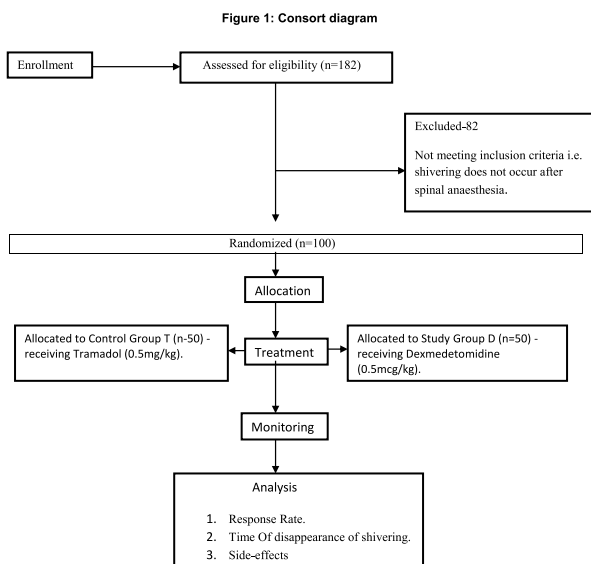 Figure 1: Consort diagram
Enrollment
Assessed for eligibility (n=182)
Excluded-82
Not meeting inclusion criteria i.e.
shivering does not occur after
spinal anaesthesia.
Randomized (n=100)
Allocation
Allocated to Control Group T (n-50) -
receiving Tramadol (0.5mg/kg).
Treatment
Allocated to Study Group D (n=50) -
receiving Dexmedetomidine
(0.5mcg/kg).
Monitoring
Analysis
1. Response Rate.
2. Time Of disappearance of shivering.
3. Side-effects